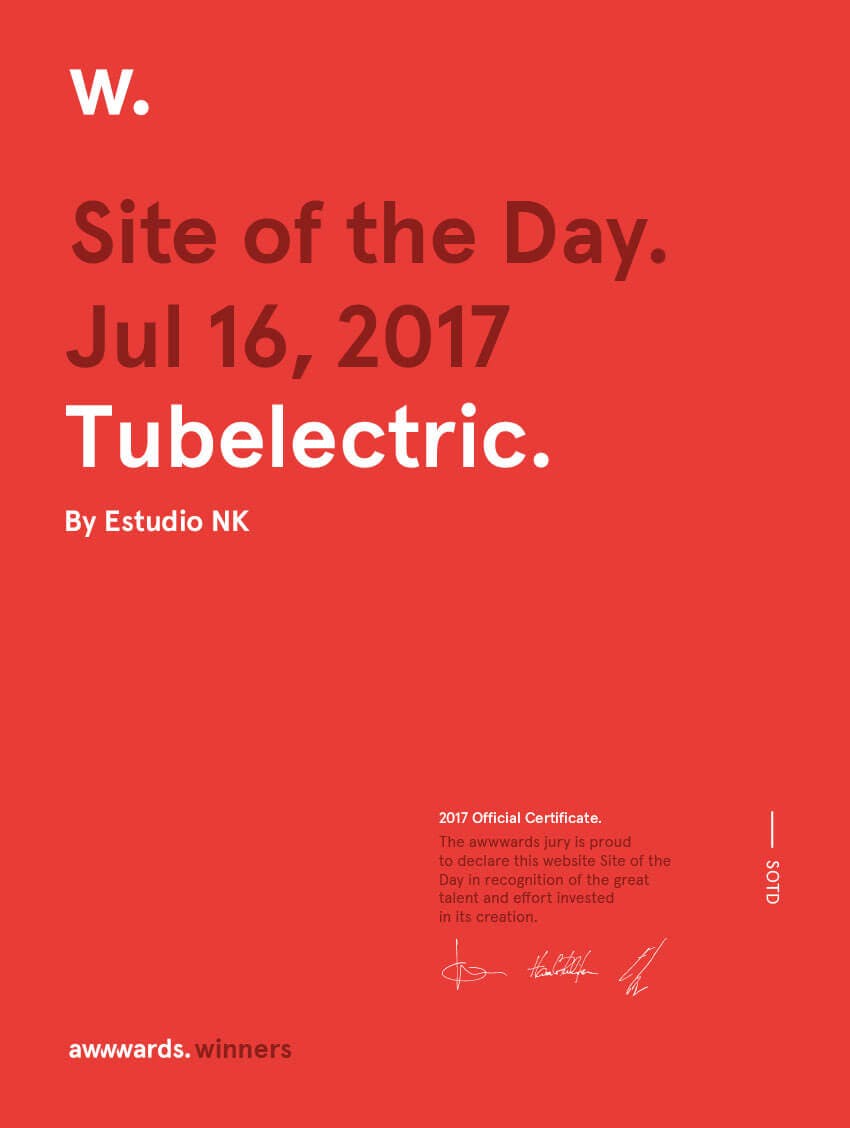 w.
Site of the Day.
Jul 16, 2017
Tubelectric.
By Estudio NK
2017 Official Certificate.
The awwwards jury is proud
to declare this website Site of the
Day in recognition of the great
talent and effort invested
in its creation.
SOTD
awwwards. winners